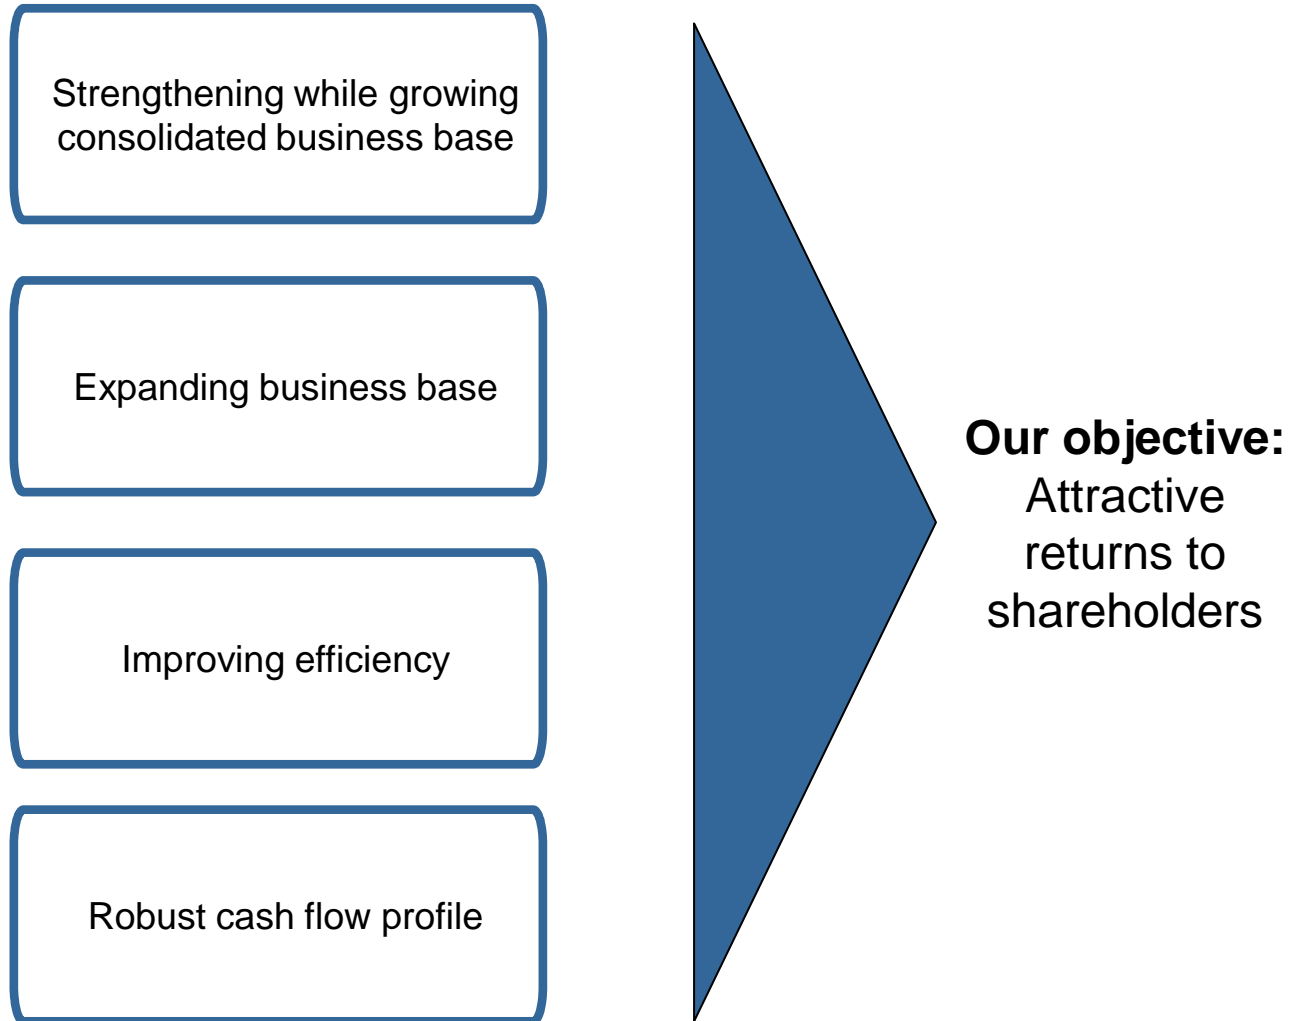 Strengthening while growing
consolidated business base
Expanding business base
Improving efficiency
Robust cash flow profile
Our objective:
Attractive
returns to
shareholders